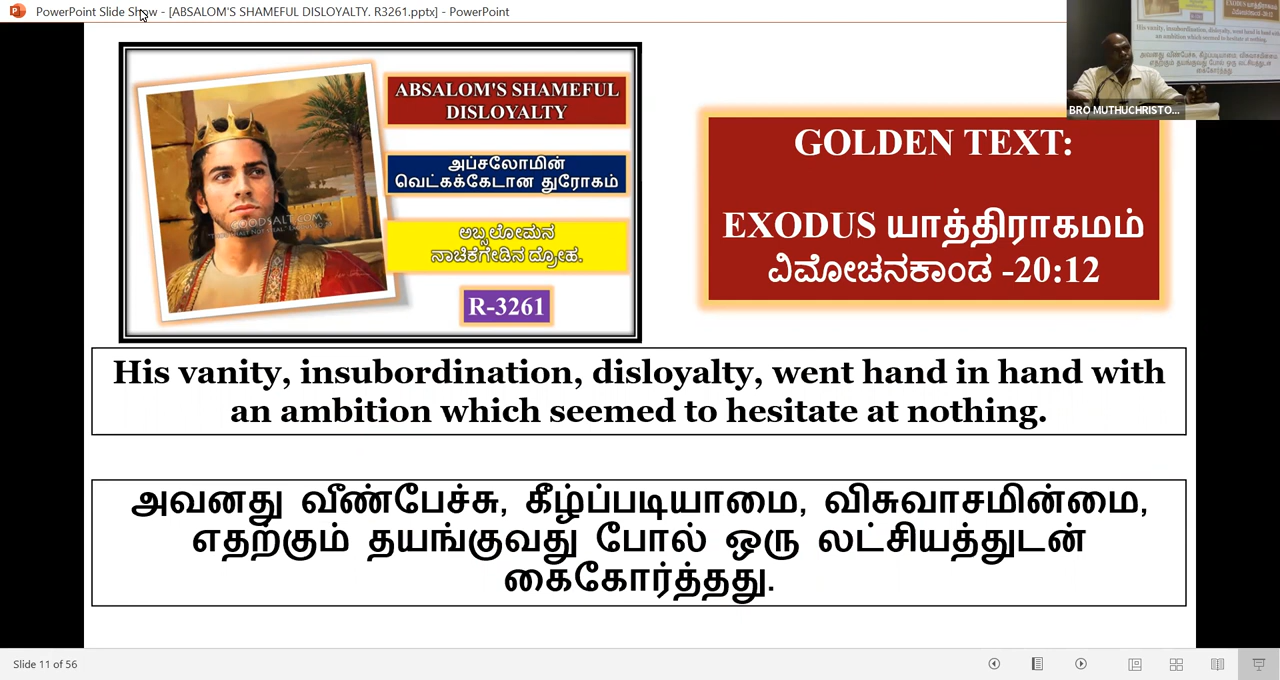 PowerPoint Slide Show - [ABSALOM'S SHAMEFUL DISLOYALTY. R3261.pptx] - PowerPoint
ABSALOM'S SHAMEFUL
DISLOYALTY
அப்சலோமின்
வெட்கக்கேடான துரோகம்
ಅಬ್ಸಲೋಮನ
ನಾಚಿಕೆಗೇಡಿನ ದ್ರೋಹ.
R-3261
GOODSALT.COM
GOLDEN TEXT:
EXODUS யாத்திராகமம்
ವಿಮೋಚನಕಾಂಡ -20:12
BRO MUTHUCHRISTO...
His vanity, insubordination, disloyalty, went hand in hand with
an ambition which seemed to hesitate at nothing.
அவனது வீண்பேச்சு, கீழ்ப்படியாமை, விசுவாசமின்மை,
எதற்கும் தயங்குவது போல் ஒரு லட்சியத்துடன்
கைகோர்த்தது.
Slide 11 of 56